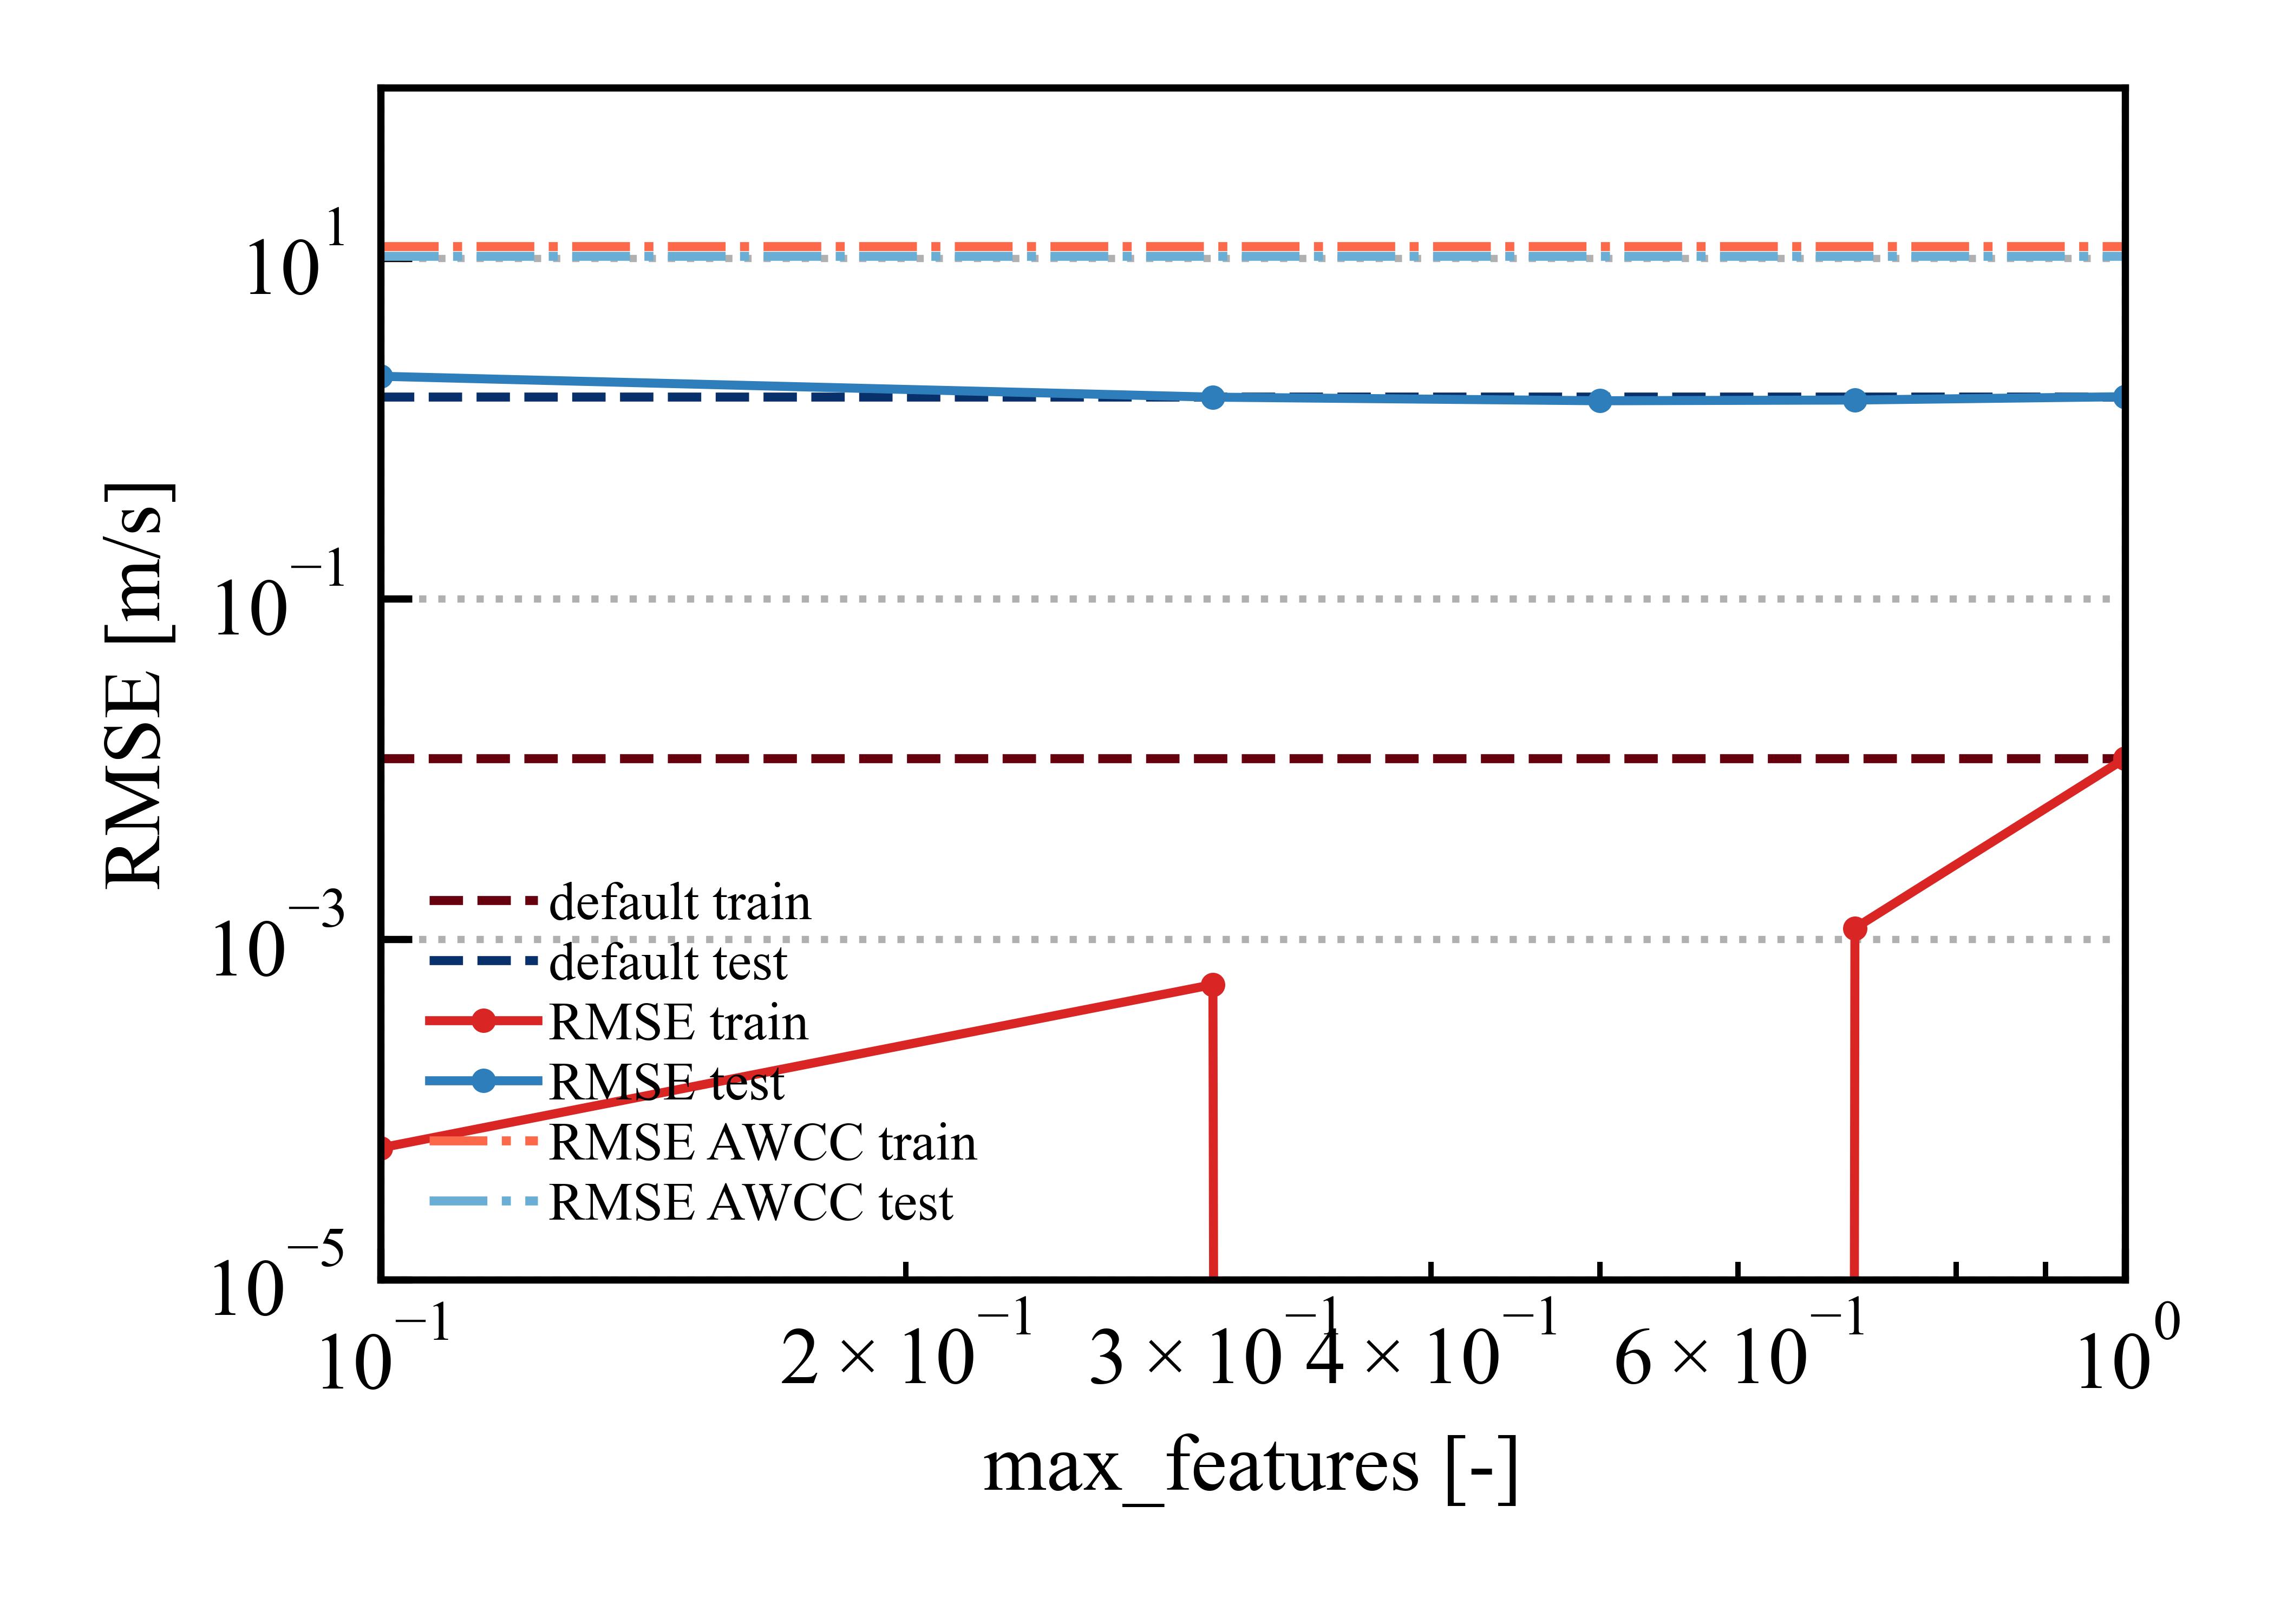 RMSE [m/s]
10^1
10^−1
10^−3
10^−5
default train
default test
RMSE train
RMSE test
RMSE AWCC train
RMSE AWCC test
10^−1 2 × 10^−1 3 × 10^−1 4 × 10^−1 6 × 10^−1 10^0
max_features [-]